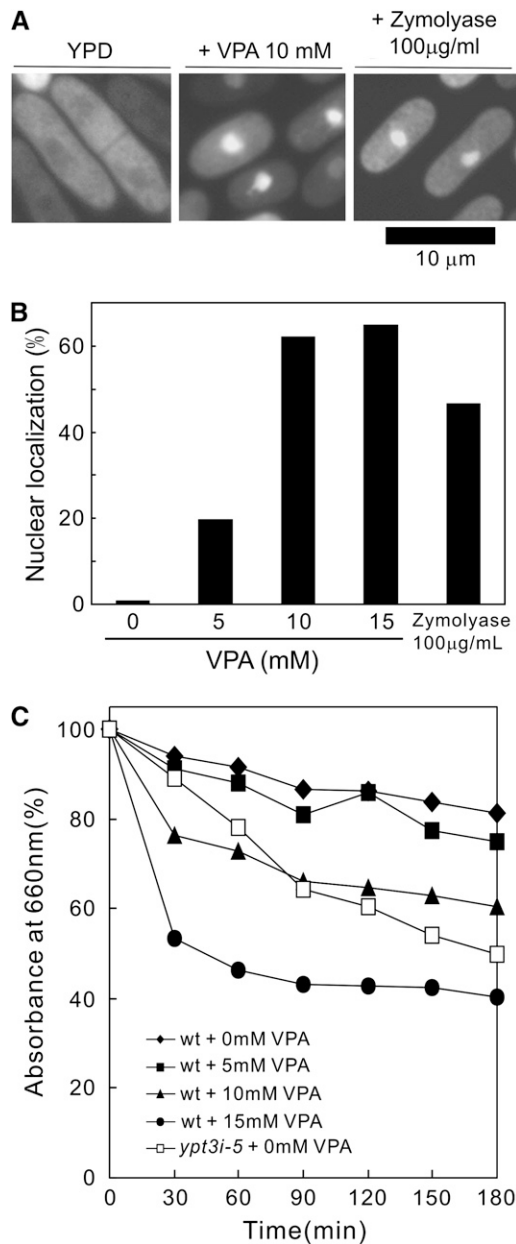 A
YPD
+ VPA 10 mM
+ Zymolyase
100μg/ml
10 μm
B
Nuclear localization (%)
60
40
20
0
0
5
10
15
Zymolyase
100μg/mL
VPA (mM)
C
Absorbance at 660nm(%)
100
80
60
40
20
0
wt + 0mM VPA
wt + 5mM VPA
wt + 10mM VPA
wt + 15mM VPA
ypt3i-5 + 0mM VPA
0
30
60
90
120
150
180
Time(min)